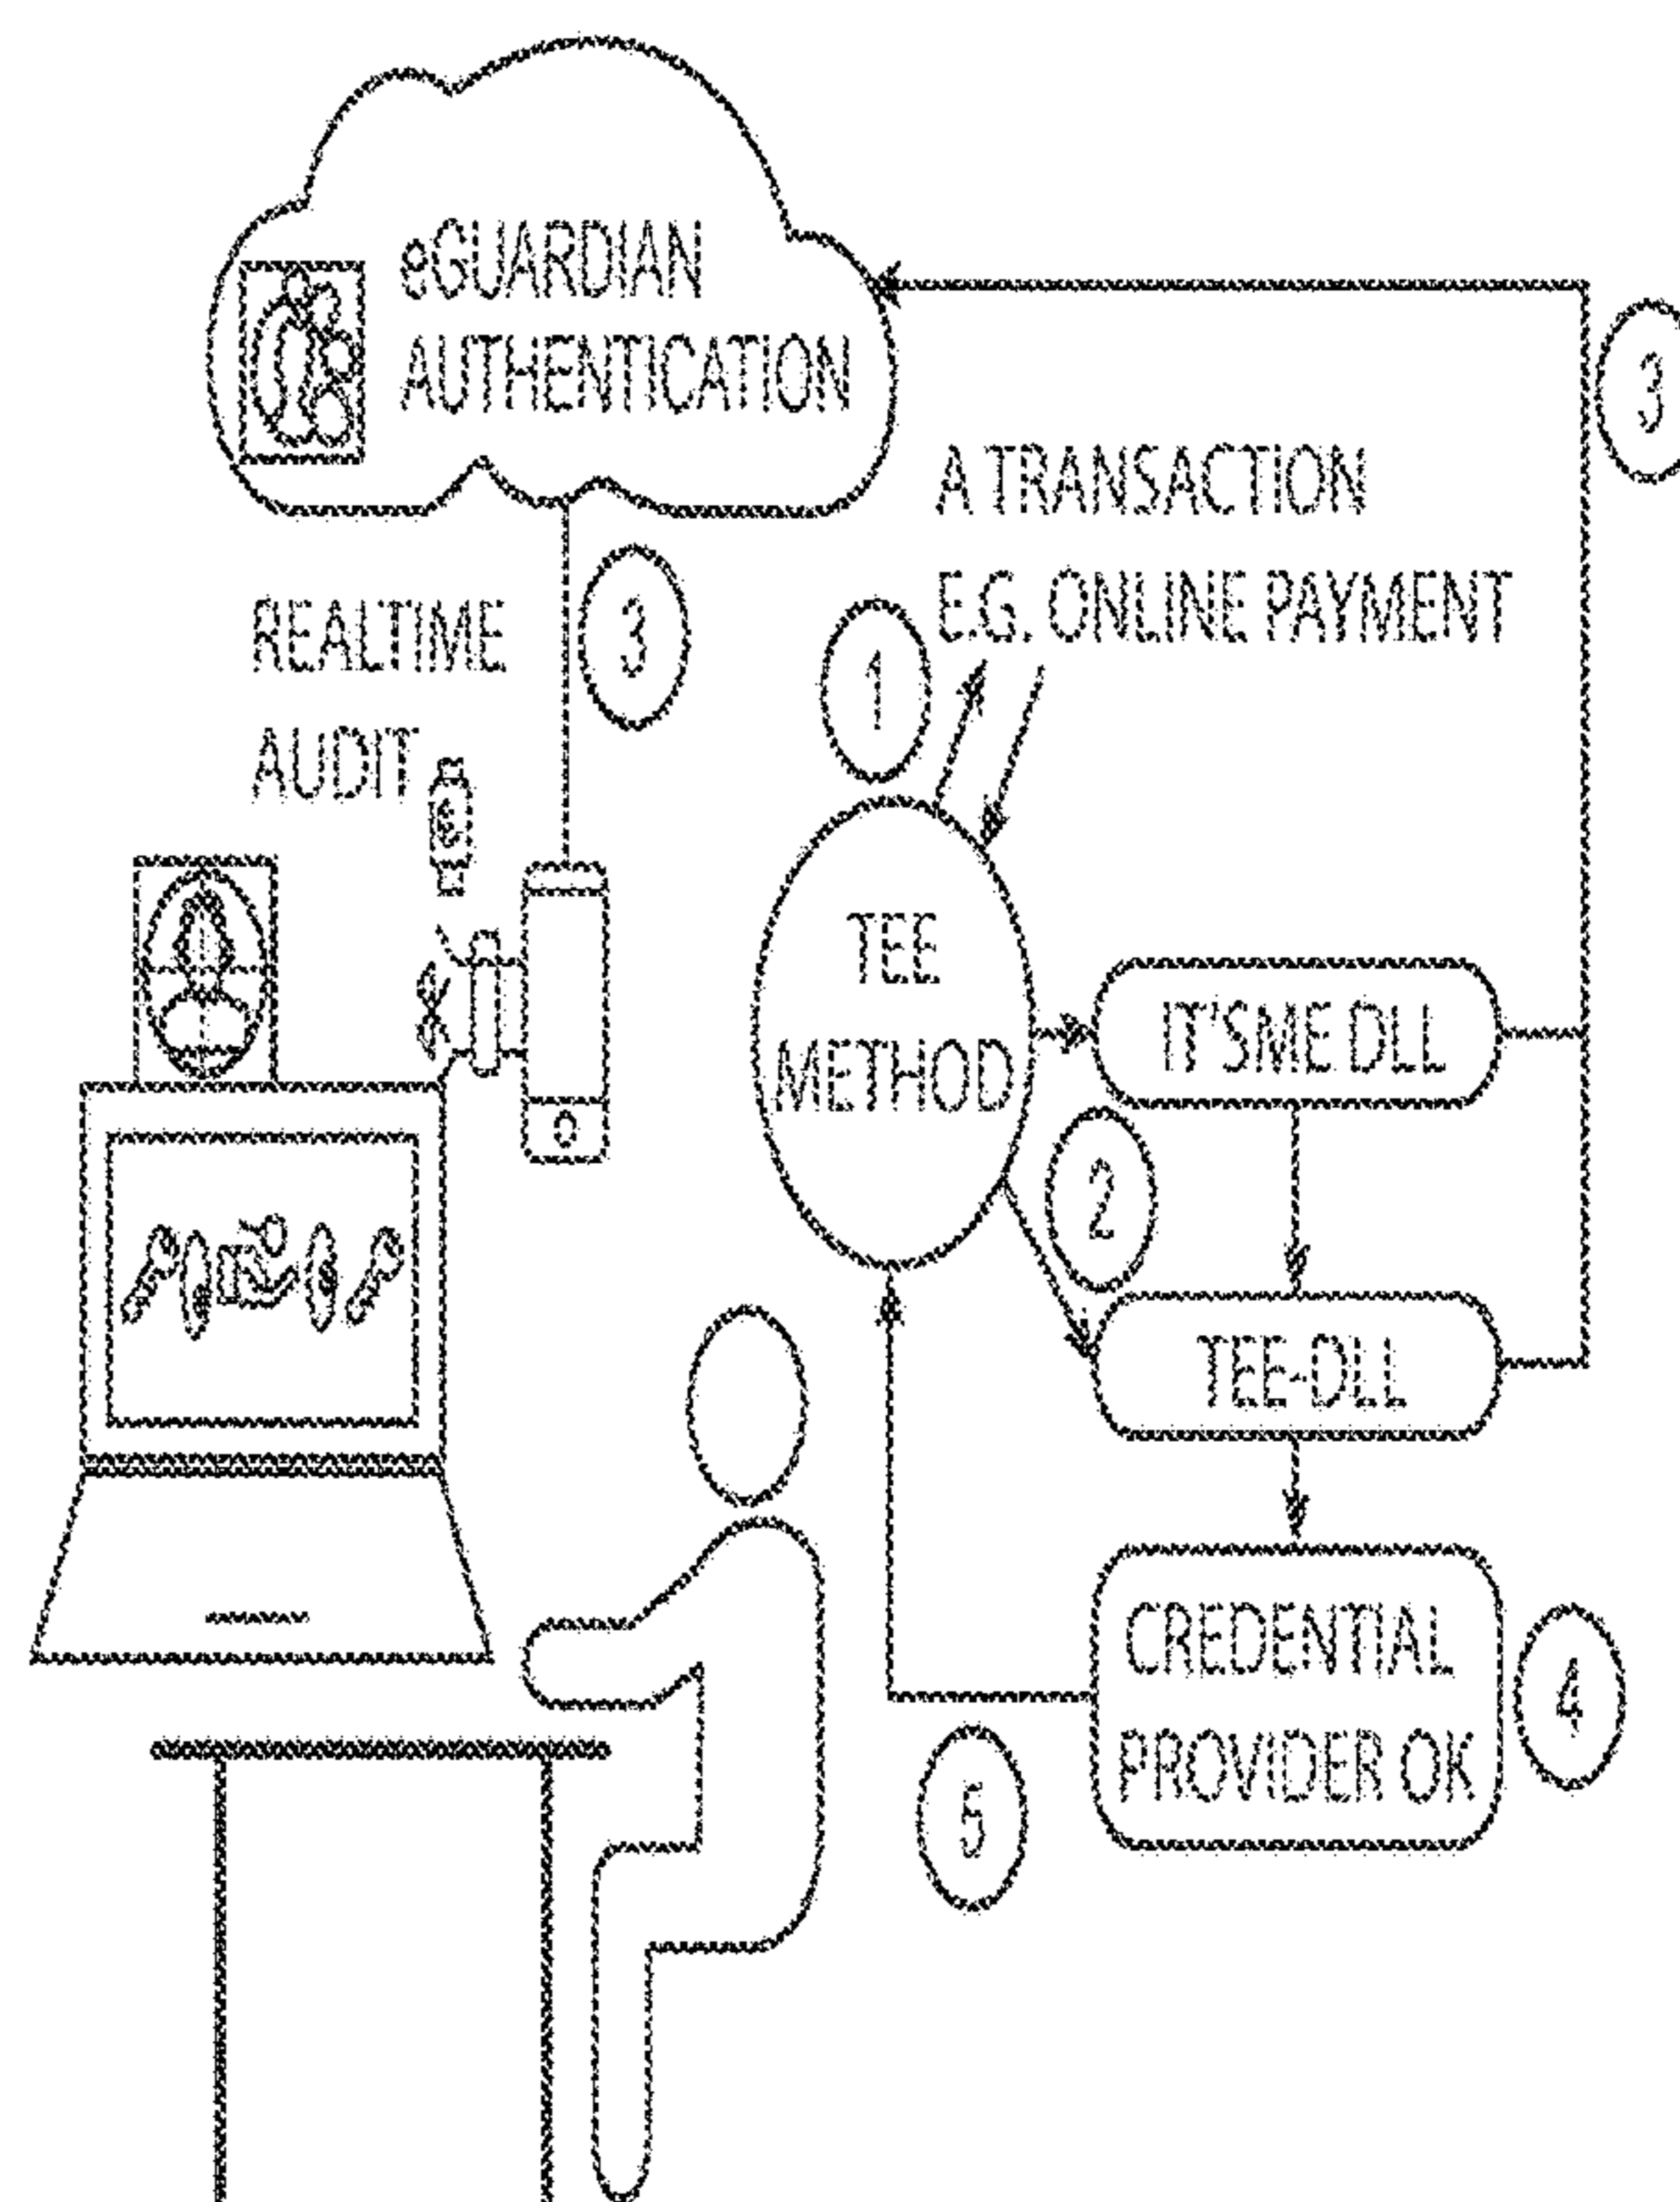 eGUARDIAN
AUTHENTICATION
3
A TRANSACTION
E.G. ONLINE PAYMENT
REALTIME
AUDIT
3
1
TEE
METHOD
IT'SME DLL
2
TEE-DLL
CREDENTIAL
PROVIDER OK
4
5